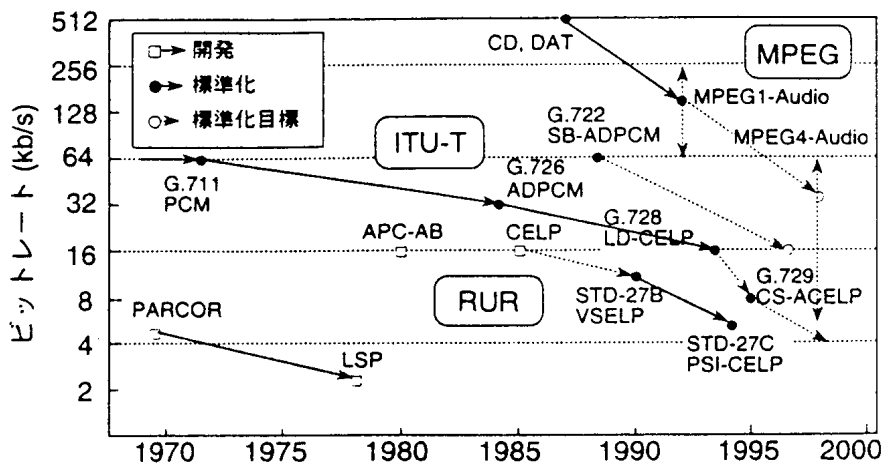 ビットレート (kb/s)
512
256
128
64
32
16
8
4
2
開発
標準化
標準化目標
CD, DAT
MPEG
MPEG1-Audio
MPEG4-Audio
G.722
SB-ADPCM
ITU-T
G.711
PCM
G.726
ADPCM
G.728
LD-CELP
APC-AB
CELP
G.729
CS-ACELP
RCR
STD-27B
VSELP
STD-27C
PSI-CELP
PARCOR
LSP
1970
1975
1980
1985
1990
1995
2000